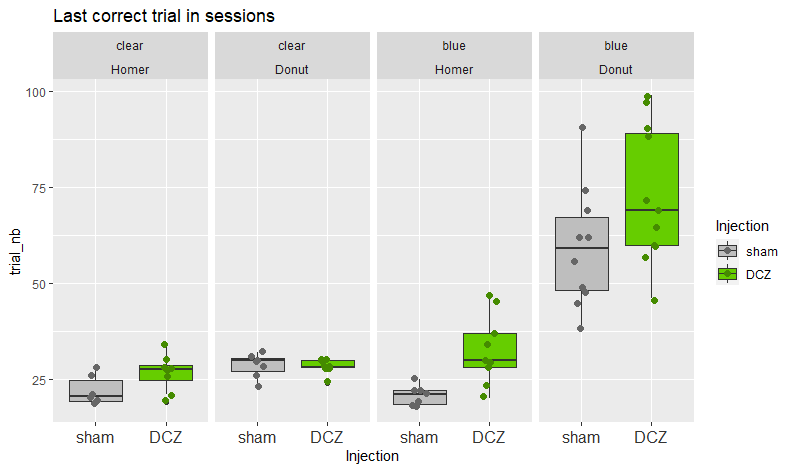 Last correct trial in sessions
clear clear blue blue
Homer Donut Homer Donut
100
75
50
25
trial_nb
sham DCZ sham DCZ sham DCZ sham DCZ
Injection
Injection
sham
DCZ